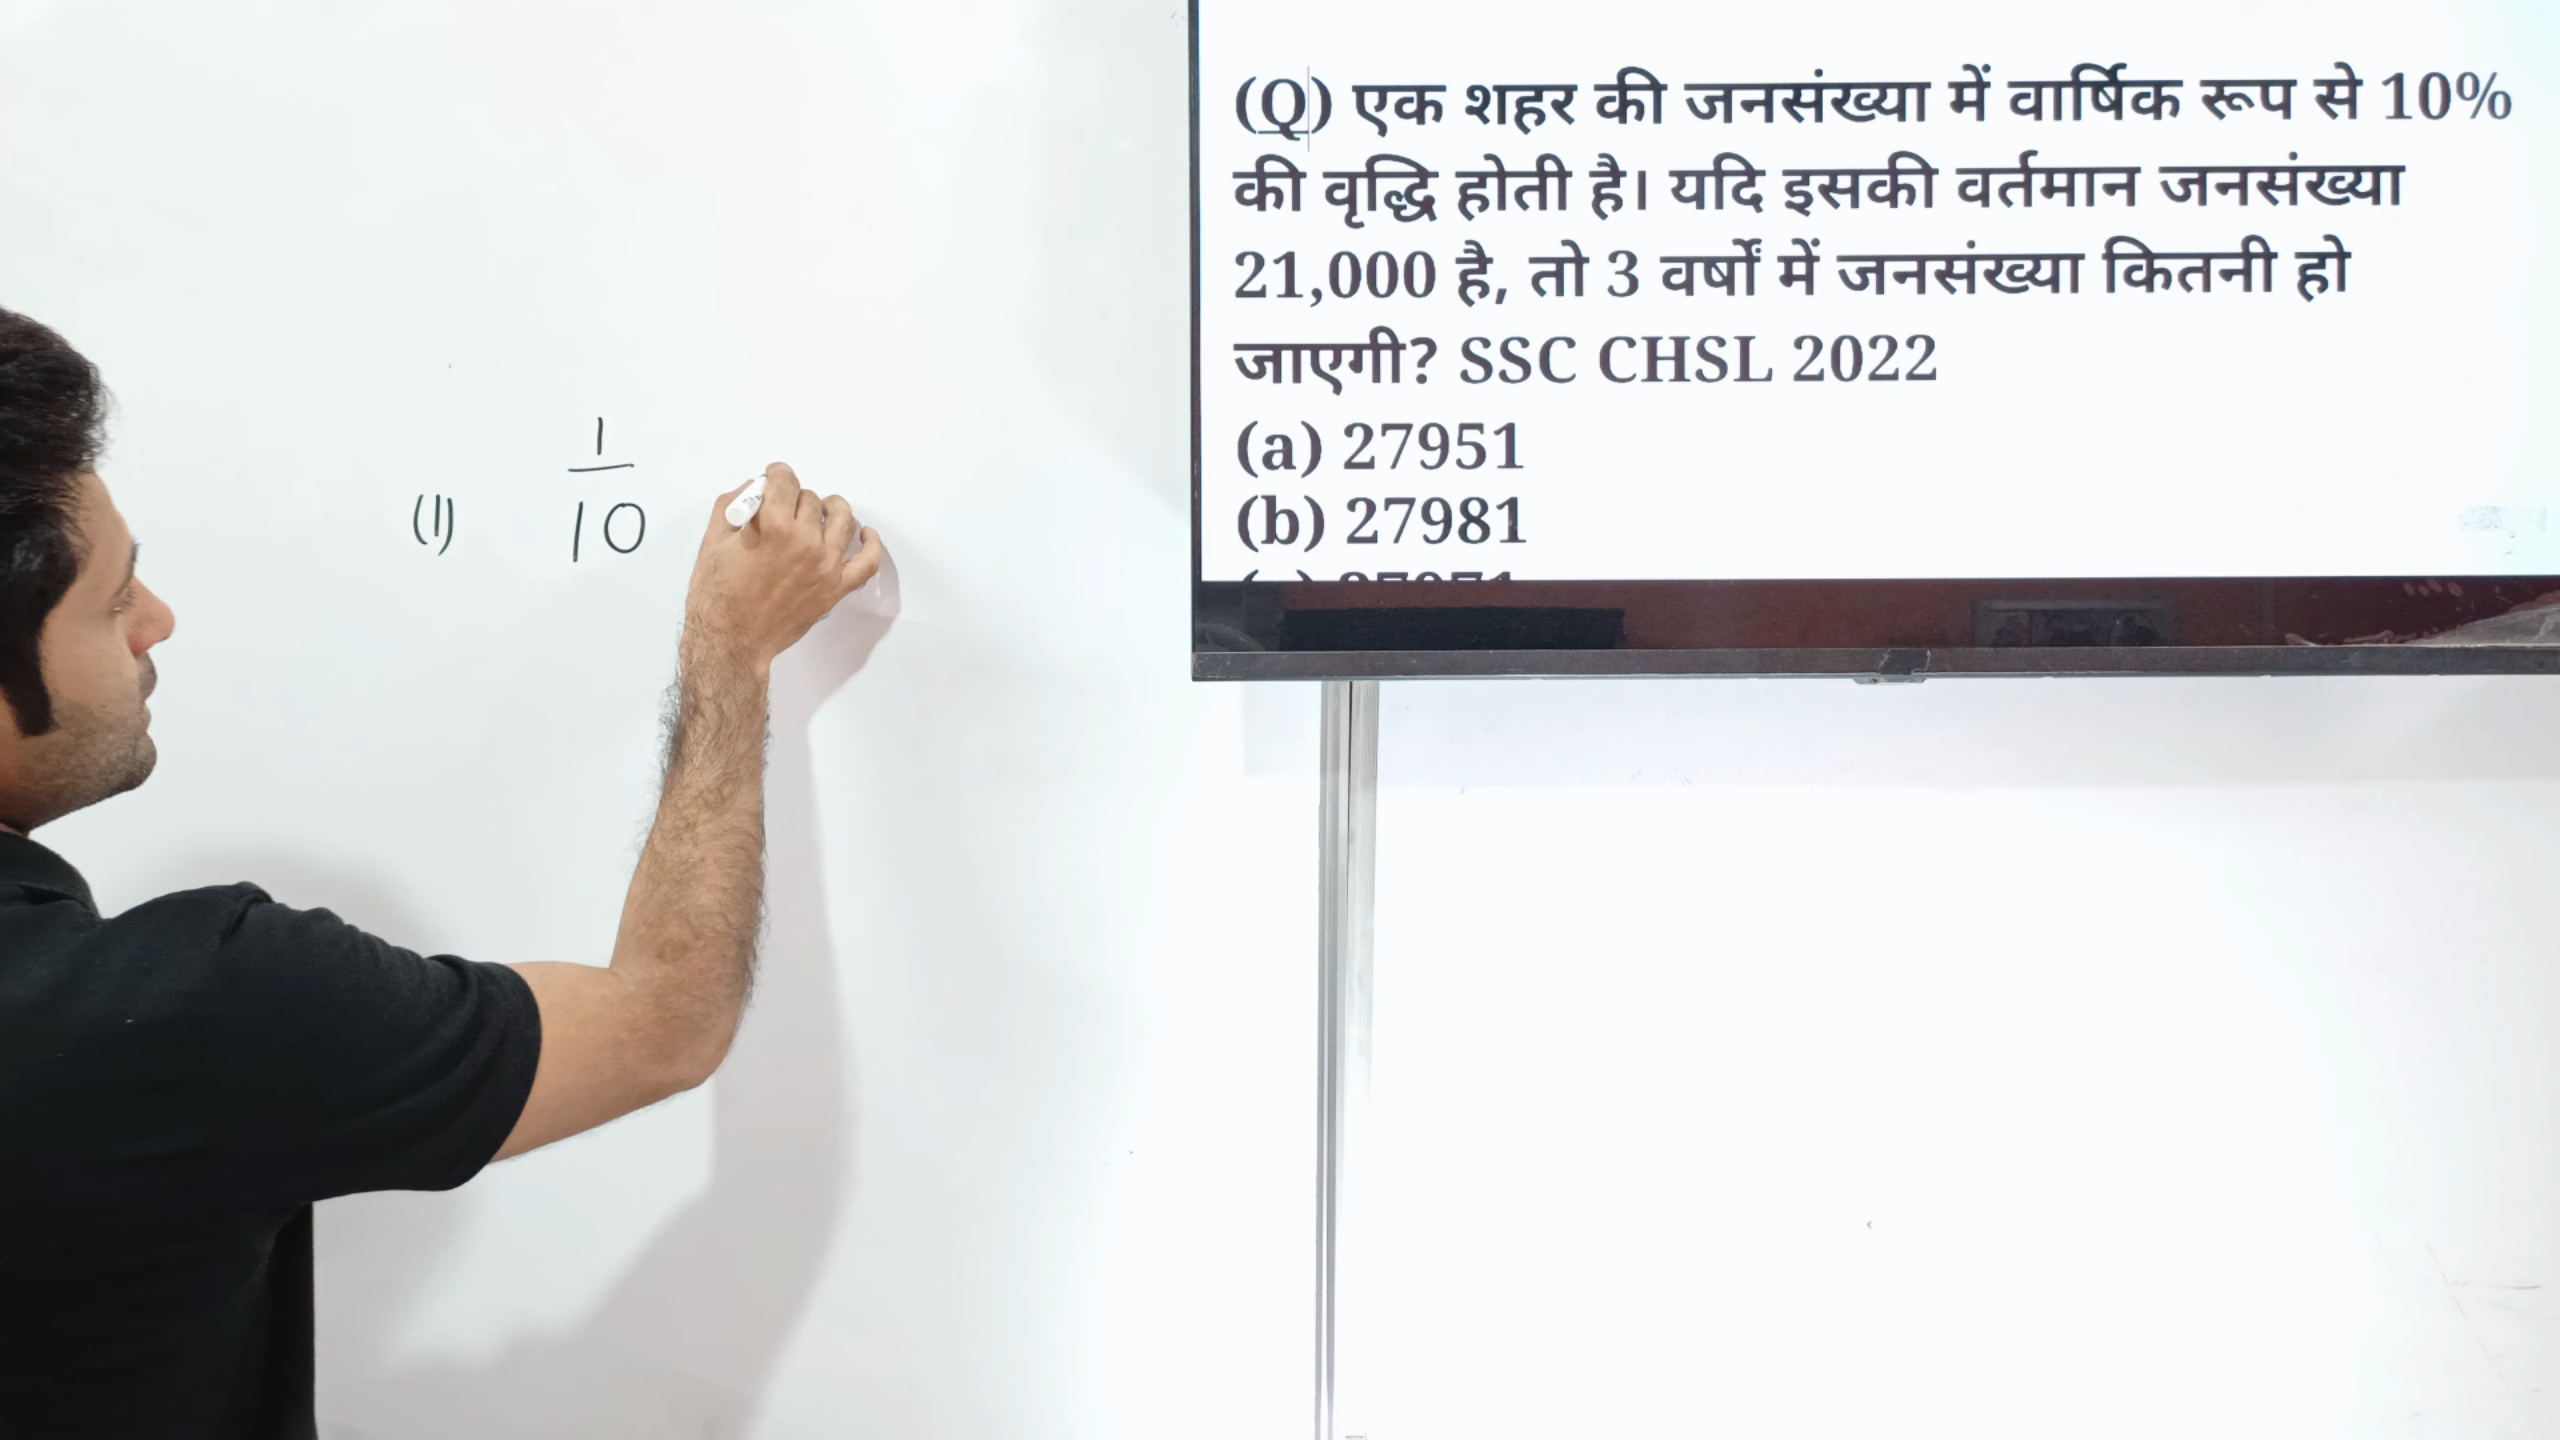 (Q) एक शहर की जनसंख्या में वार्षिक रूप से 10%
की वृद्धि होती है। यदि इसकी वर्तमान जनसंख्या
21,000 है, तो 3 वर्षों में जनसंख्या कितनी हो
जाएगी? SSC CHSL 2022
(a) 27951
(b) 27981
(1)
1
10